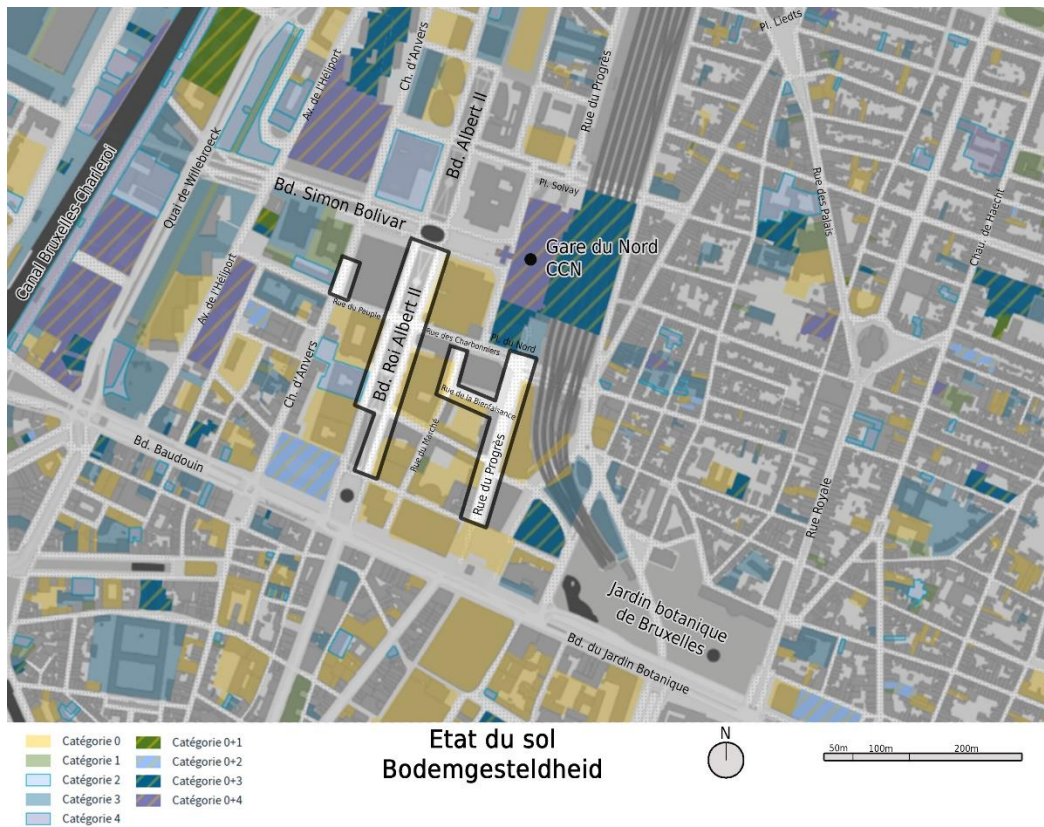 Pl. Liedts
Ch. d'Anvers
Av. de l'Héliport
Bd. Albert II
Rue du Progrès
Quai de Willebroeck
Canal Bruxelles-Charleroi
Bd. Simon Bolivar
Pl. Solvay
Rue des Palais
Chau. de Haecht
Gare du Nord
CCN
Av. de l'Héliport
Rue du Peuple
Bd. Roi Albert II
Rue des Charbonniers
Pl. du Nord
Ch. d'Anvers
Rue de la Bienfaisance
Rue du Marché
Rue du Progrès
Bd. Baudouin
Rue Royale
Jardin botanique
de Bruxelles
Bd. du Jardin Botanique
Catégorie 0
Catégorie 1
Catégorie 2
Catégorie 3
Catégorie 4
Catégorie 0+1
Catégorie 0+2
Catégorie 0+3
Catégorie 0+4
Etat du sol
Bodemgesteldheid
N
50m 100m 200m